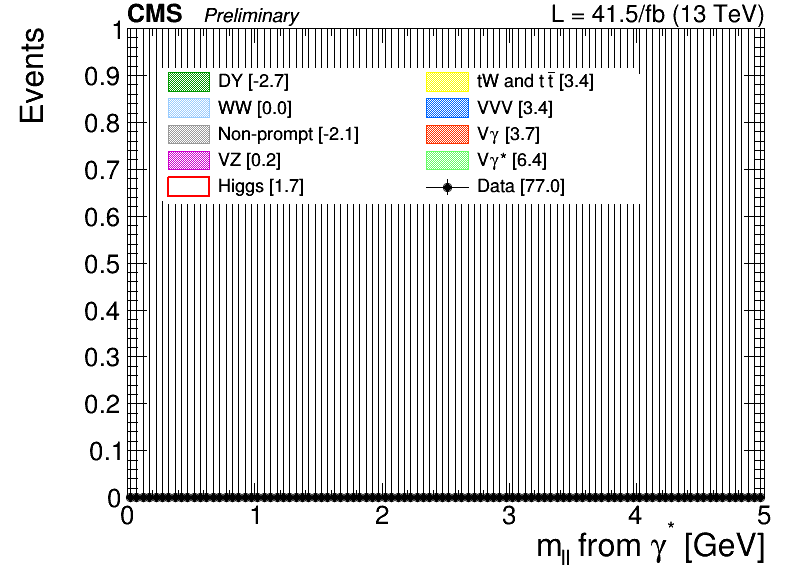 CMS Preliminary L = 41.5/fb (13 TeV)
Events
1
0.9
0.8
0.7
0.6
0.5
0.4
0.3
0.2
0.1
0
DY [-2.7]
WW [0.0]
Non-prompt [-2.1]
VZ [0.2]
Higgs [1.7]
tW and tt̅ [3.4]
VVV [3.4]
Vγ [3.7]
Vγ* [6.4]
Data [77.0]
0 1 2 3 4 5
m_ll from γ* [GeV]